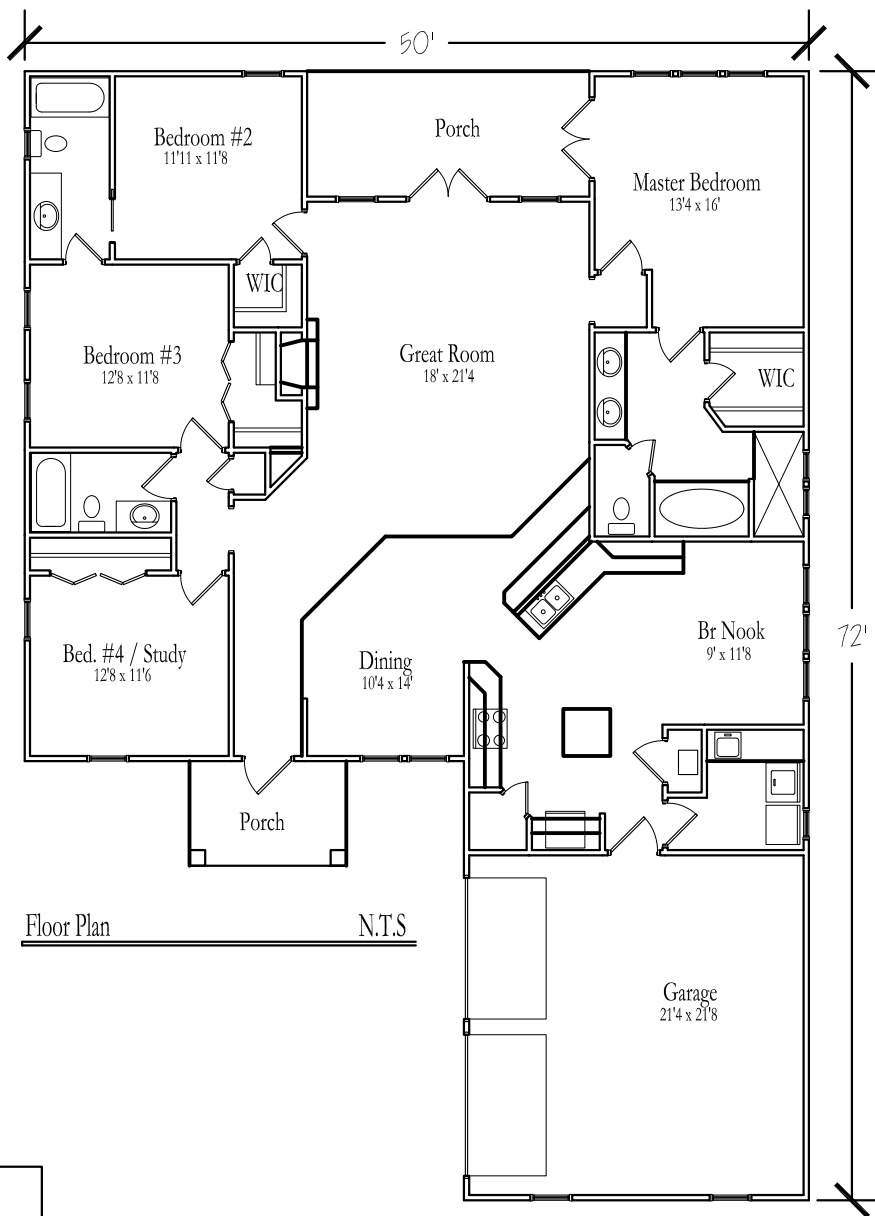 50'
Bedroom #2
11'11 x 11'8
Porch
Master Bedroom
13'4 x 16'
WIC
Bedroom #3
12'8 x 11'8
Great Room
18' x 21'4
WIC
Br Nook
9' x 11'8
72'
Bed. #4 / Study
12'8 x 11'6
Dining
10'4 x 14'
Porch
Floor Plan N.T.S
Garage
21'4 x 21'8